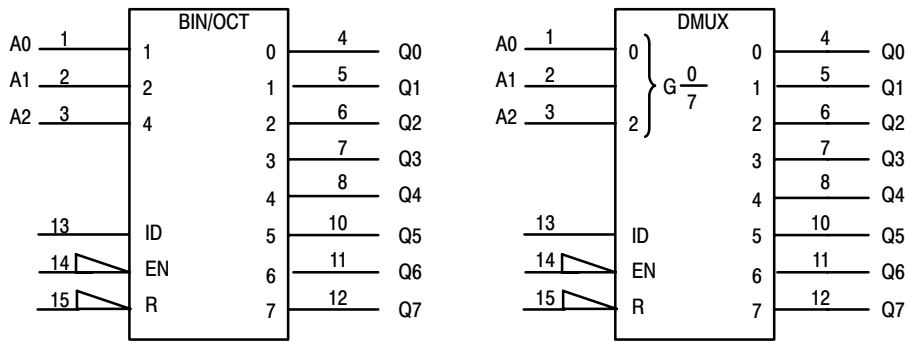 BIN/OCT
A0 1 1 0 4 Q0
A1 2 2 1 5 Q1
A2 3 4 2 6 Q2
3 7 Q3
4 8 Q4
13 ID 5 10 Q5
14 EN 6 11 Q6
15 R 7 12 Q7
DMUX
A0 1 0 0 4 Q0
A1 2 G 0/7 1 5 Q1
A2 3 2 2 6 Q2
3 7 Q3
4 8 Q4
13 ID 5 10 Q5
14 EN 6 11 Q6
15 R 7 12 Q7